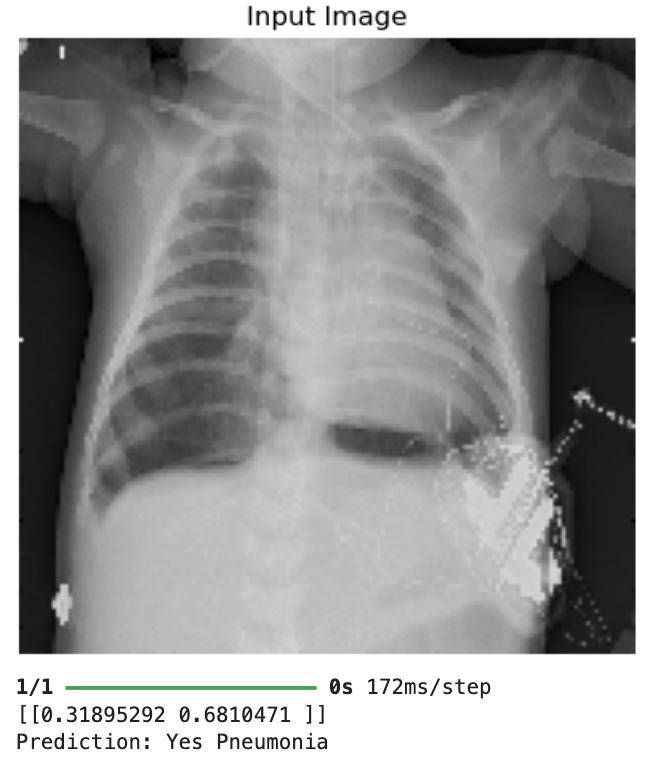 Input Image
1/1 0s 172ms/step
[[0.31895292 0.6810471 ]]
Prediction: Yes Pneumonia